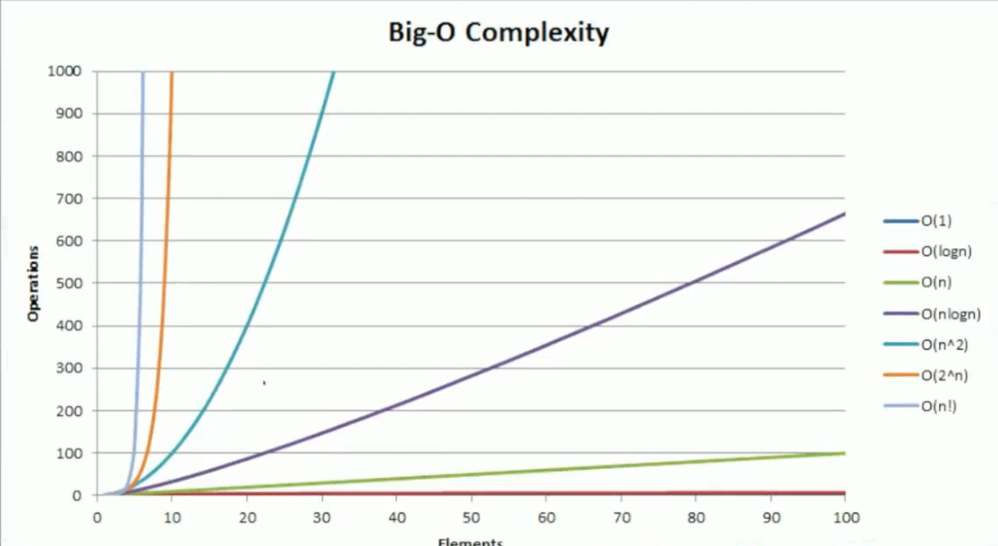 Big-O Complexity
1000
900
800
700
600
500
400
300
200
100
0
Operations
0 10 20 30 40 50 60 70 80 90 100
Elements
O(1)
O(logn)
O(n)
O(nlogn)
O(n^2)
O(2^n)
O(n!)